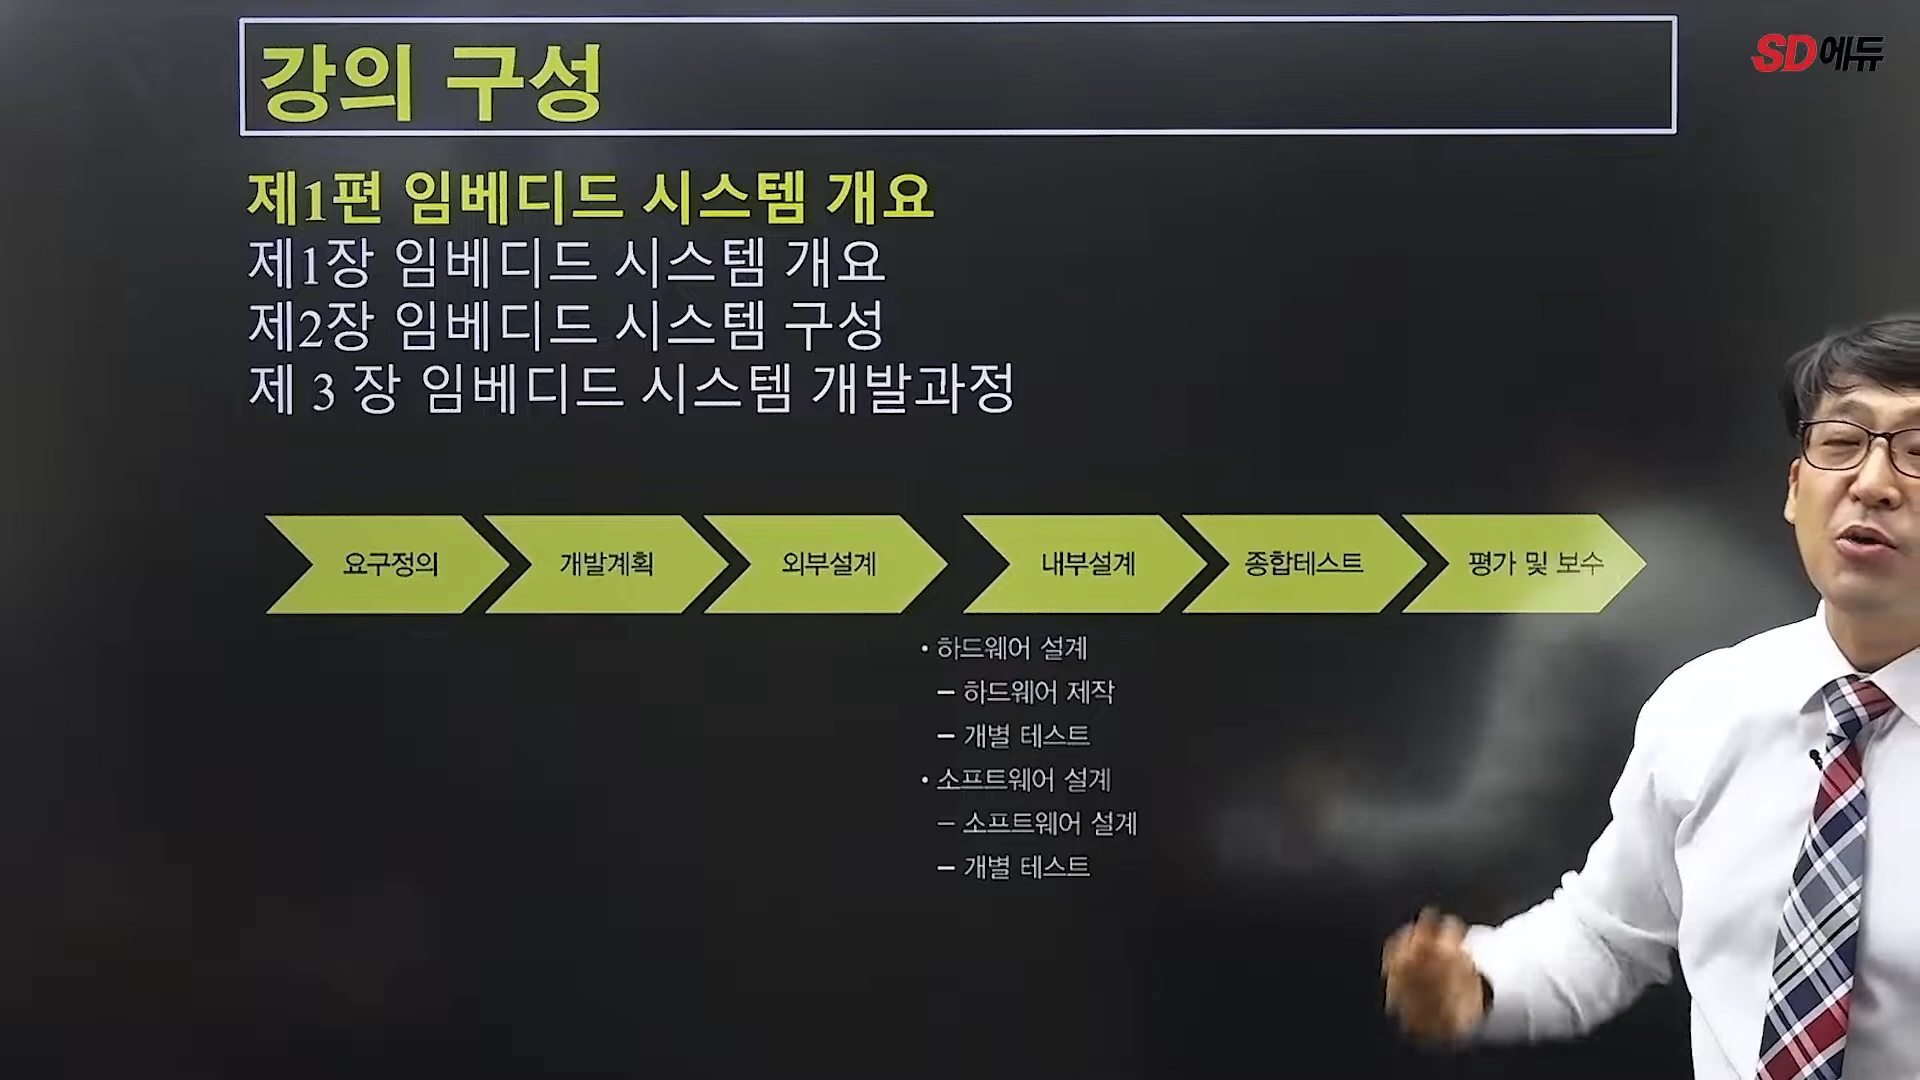 강의 구성
SD에듀
제1편 임베디드 시스템 개요
제1장 임베디드 시스템 개요
제2장 임베디드 시스템 구성
제 3 장 임베디드 시스템 개발과정
요구정의 개발계획 외부설계 내부설계 종합테스트 평가 및 보수
• 하드웨어 설계
– 하드웨어 제작
– 개별 테스트
• 소프트웨어 설계
– 소프트웨어 설계
– 개별 테스트